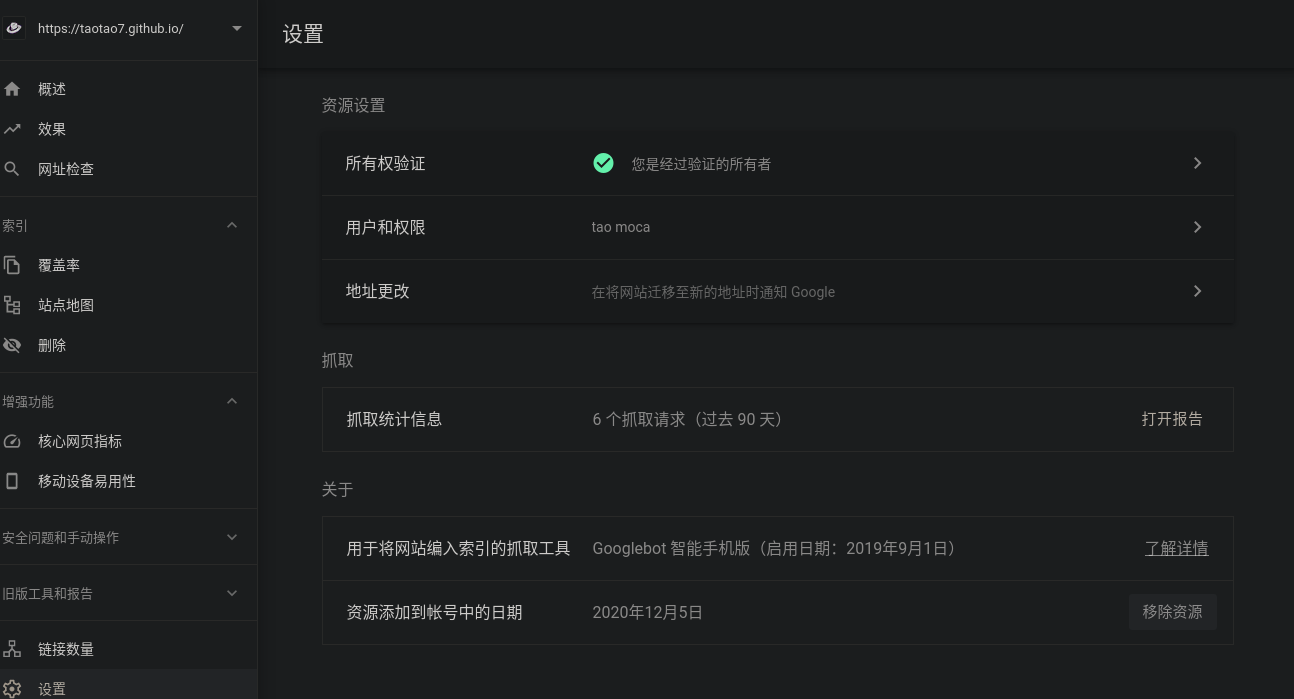 https://taotao7.github.io/
设置
概述
效果
网址检查
索引
覆盖率
站点地图
删除
增强功能
核心网页指标
移动设备易用性
安全问题和手动操作
旧版工具和报告
链接数量
设置
资源设置
所有权验证 您是经过验证的所有者
用户和权限 tao moca
地址更改 在将网站迁移至新的地址时通知 Google
抓取
抓取统计信息 6 个抓取请求（过去 90 天） 打开报告
关于
用于将网站编入索引的抓取工具 Googlebot 智能手机版（启用日期：2019年9月1日） 了解详情
资源添加到帐号中的日期 2020年12月5日 移除资源